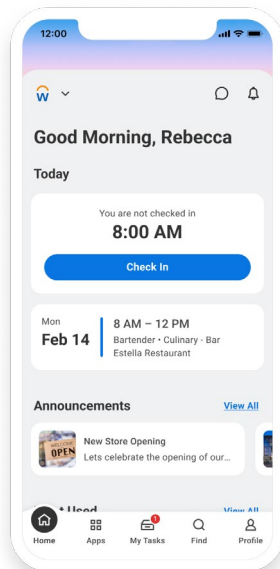 12:00
Good Morning, Rebecca
Today
You are not checked in
8:00 AM
Check In
Mon
Feb 14
8 AM – 12 PM
Bartender • Culinary - Bar
Estella Restaurant
Announcements
View All
WELCOME
OPEN
New Store Opening
Lets celebrate the opening of our...
Used
View All
Home
Apps
My Tasks
Find
Profile